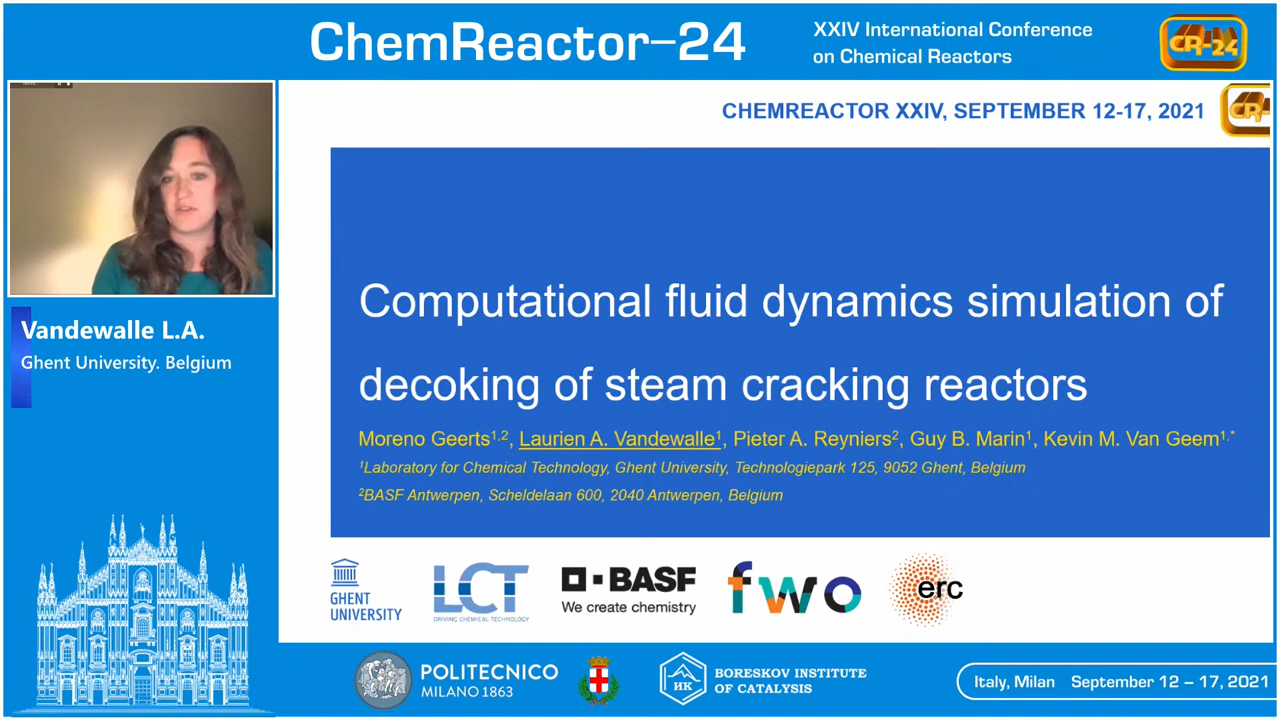 ChemReactor–24
XXIV International Conference
on Chemical Reactors
CR-24
CHEMREACTOR XXIV, SEPTEMBER 12-17, 2021
Vandewalle L.A.
Ghent University. Belgium
Computational fluid dynamics simulation of
decoking of steam cracking reactors
Moreno Geerts1,2, Laurien A. Vandewalle1, Pieter A. Reyniers2, Guy B. Marin1, Kevin M. Van Geem1,*
1Laboratory for Chemical Technology, Ghent University, Technologiepark 125, 9052 Ghent, Belgium
2BASF Antwerpen, Scheldelaan 600, 2040 Antwerpen, Belgium
GHENT
UNIVERSITY
LCT
DRIVING CHEMICAL TECHNOLOGY
BASF
We create chemistry
fwo
erc
POLITECNICO
MILANO 1863
НК
BORESKOV INSTITUTE
OF CATALYSIS
Italy, Milan September 12 – 17, 2021